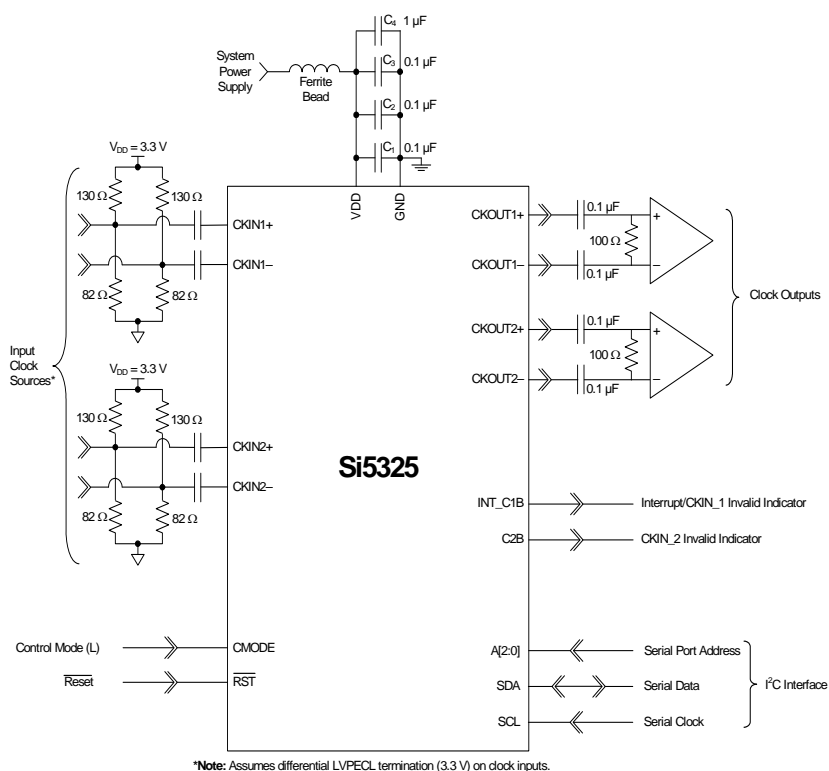 C4 1 µF
System
Power
Supply
Ferrite
Bead
C3 0.1 µF
C2 0.1 µF
C1 0.1 µF
VDD = 3.3 V
130 Ω 130 Ω
82 Ω 82 Ω
VDD GND
CKIN1+
CKIN1–
Input
Clock
Sources*
VDD = 3.3 V
130 Ω 130 Ω
82 Ω 82 Ω
CKIN2+
CKIN2–
Si5325
CKOUT1+ 0.1 µF + 
100 Ω
CKOUT1– 0.1 µF –
CKOUT2+ 0.1 µF +
100 Ω
CKOUT2– 0.1 µF –
Clock Outputs
INT_C1B Interrupt/CKIN_1 Invalid Indicator
C2B CKIN_2 Invalid Indicator
Control Mode (L) CMODE
Reset RST
A[2:0] Serial Port Address
SDA Serial Data
SCL Serial Clock
I2C Interface
*Note: Assumes differential LVPECL termination (3.3 V) on clock inputs.